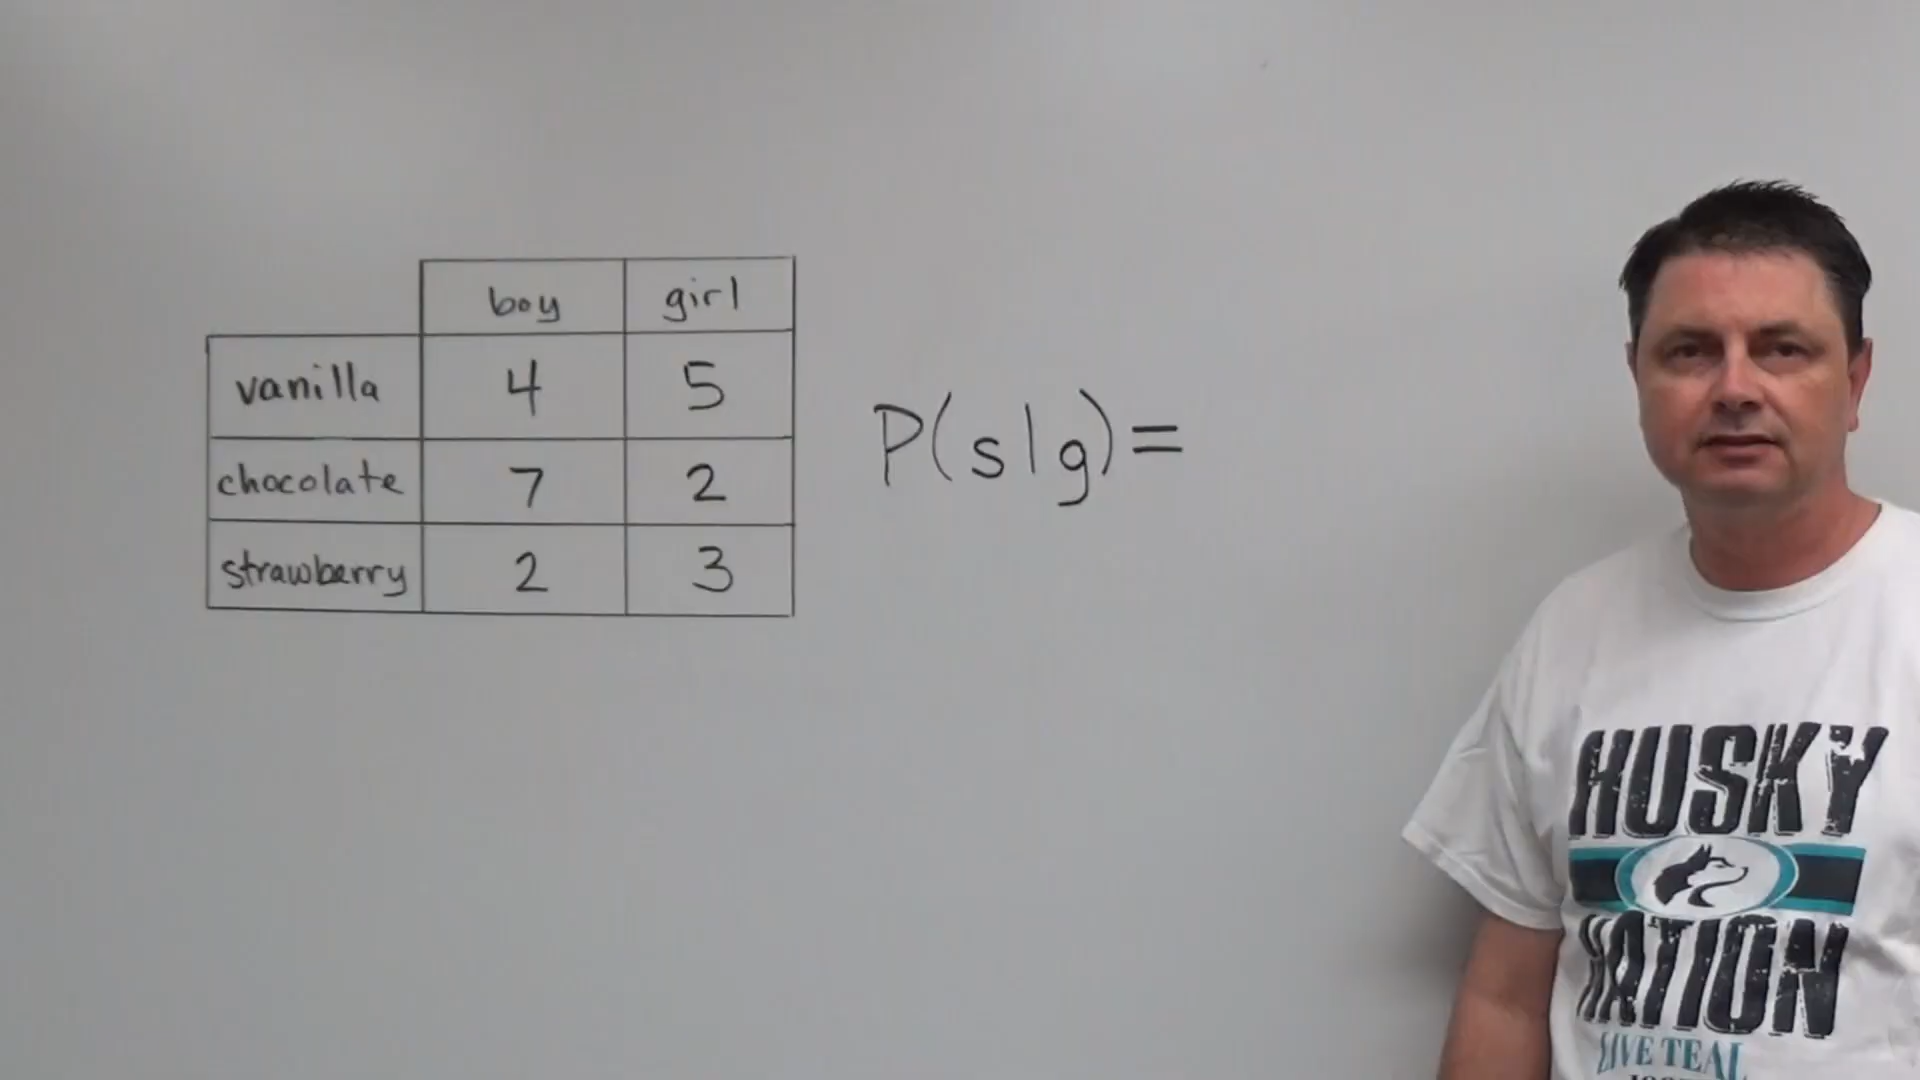 boy girl
vanilla 4 5
chocolate 7 2
strawberry 2 3
P(s|g)=
HUSKY
NATION
LIVE TEAL